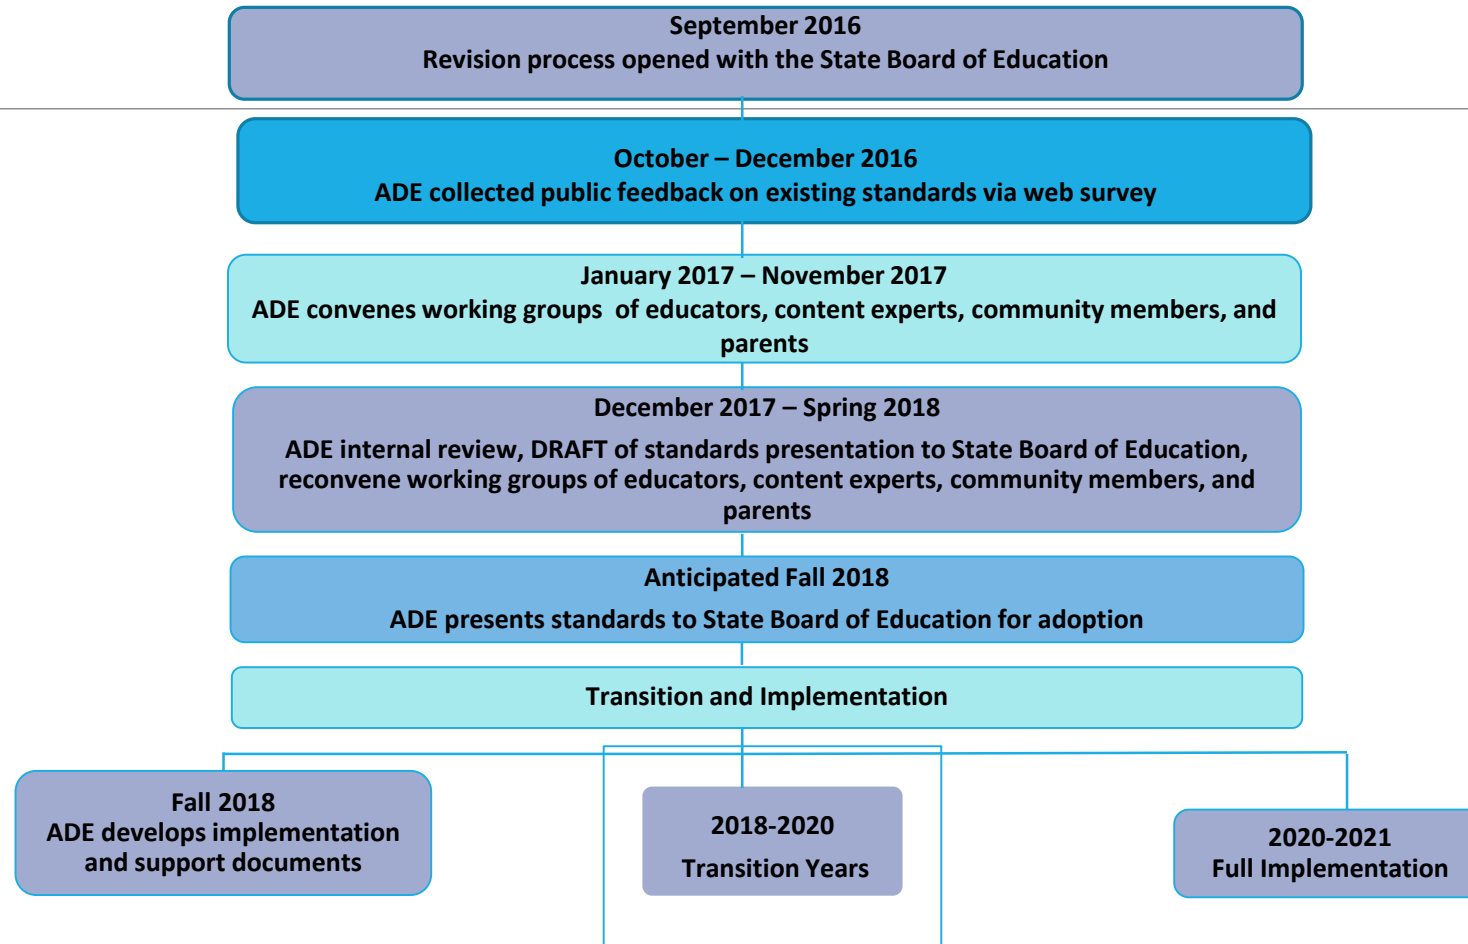 September 2016
Revision process opened with the State Board of Education
October – December 2016
ADE collected public feedback on existing standards via web survey
January 2017 – November 2017
ADE convenes working groups  of educators, content experts, community members, and
parents
December 2017 – Spring 2018
ADE internal review, DRAFT of standards presentation to State Board of Education,
reconvene working groups of educators, content experts, community members, and
parents
Anticipated Fall 2018
ADE presents standards to State Board of Education for adoption
Transition and Implementation
Fall 2018
ADE develops implementation
and support documents
2018-2020
Transition Years
2020-2021
Full Implementation